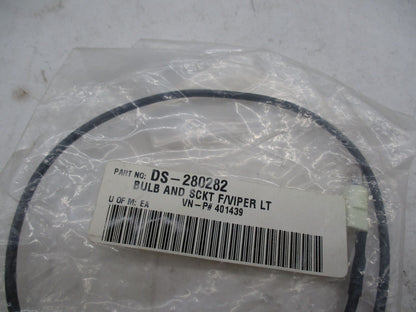 PART NO: DS-280282
BULB AND SCKT F/VIPER LT
U OF M: EA VN-P# 401439